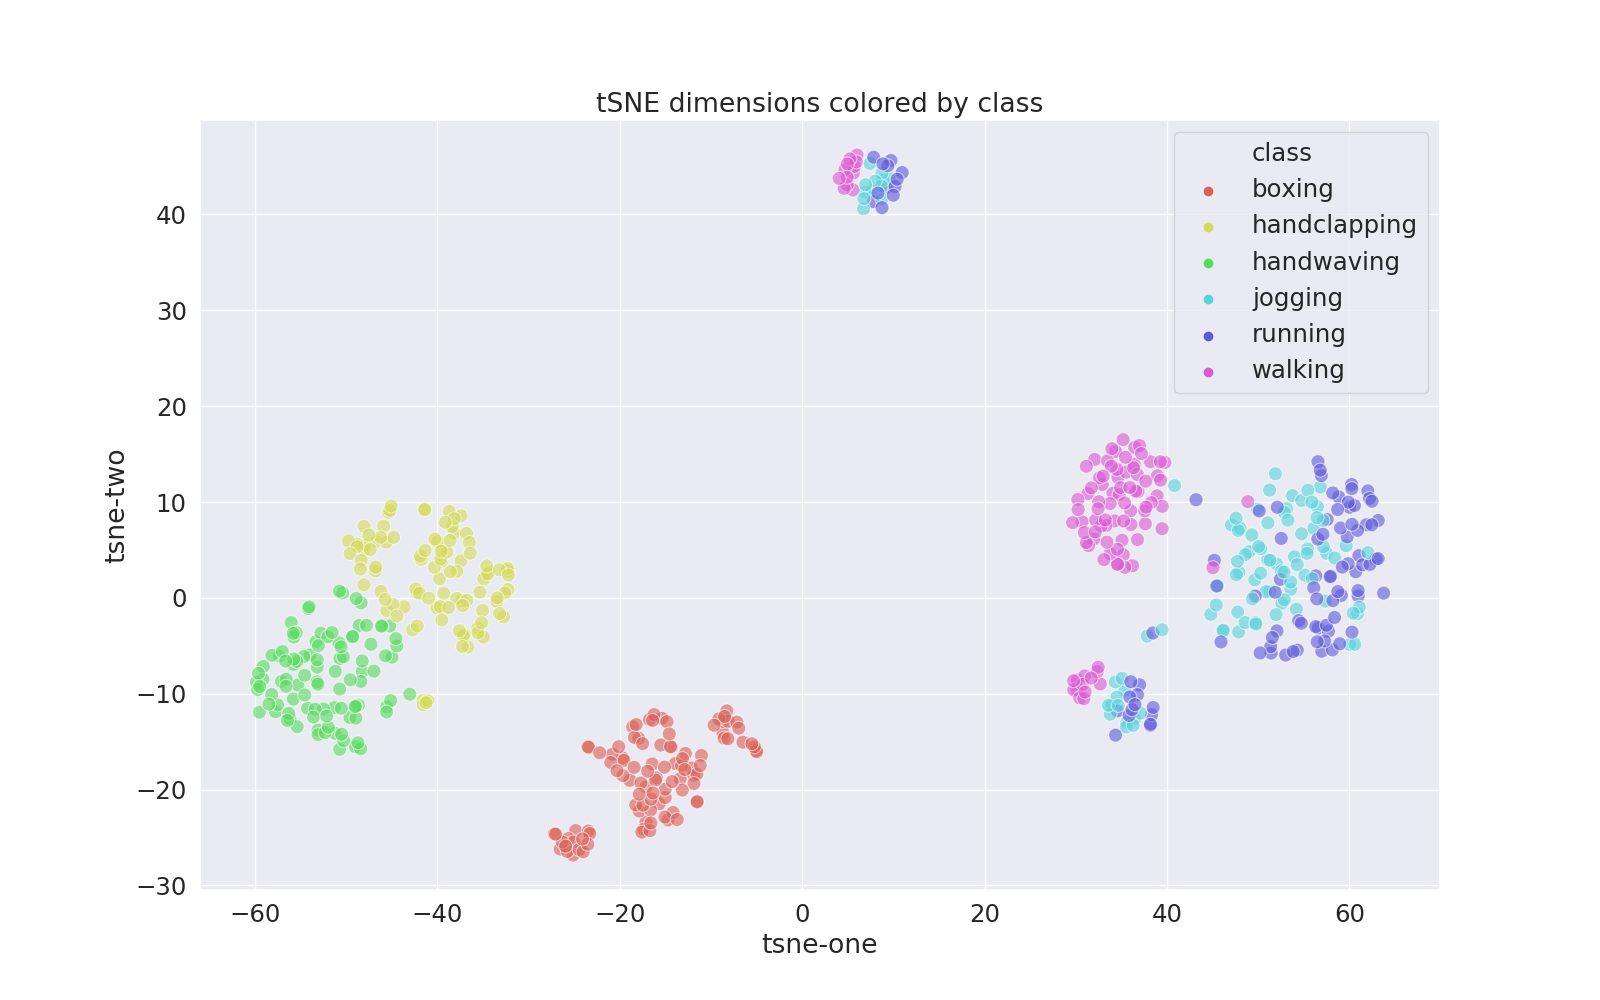 tSNE dimensions colored by class
class
boxing
handclapping
handwaving
jogging
running
walking
40
30
20
10
0
−10
−20
−30
tsne-two
−60 −40 −20 0 20 40 60
tsne-one